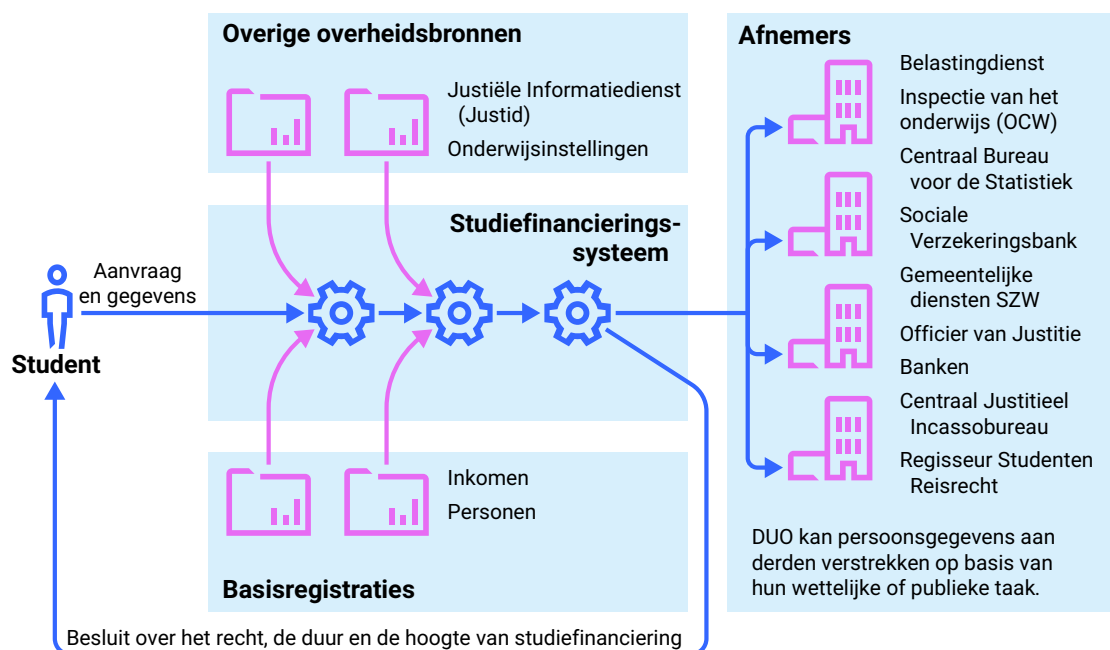 Overige overheidsbronnen
Justiële Informatiedienst
(Justid)
Onderwijsinstellingen
Studiefinancierings-
systeem
Aanvraag
en gegevens
Student
Inkomen
Personen
Basisregistraties
Besluit over het recht, de duur en de hoogte van studiefinanciering
Afnemers
Belastingdienst
Inspectie van het
onderwijs (OCW)
Centraal Bureau
voor de Statistiek
Sociale
Verzekeringsbank
Gemeentelijke
diensten SZW
Officier van Justitie
Banken
Centraal Justitieel
Incassobureau
Regisseur Studenten
Reisrecht
DUO kan persoonsgegevens aan
derden verstrekken op basis van
hun wettelijke of publieke taak.